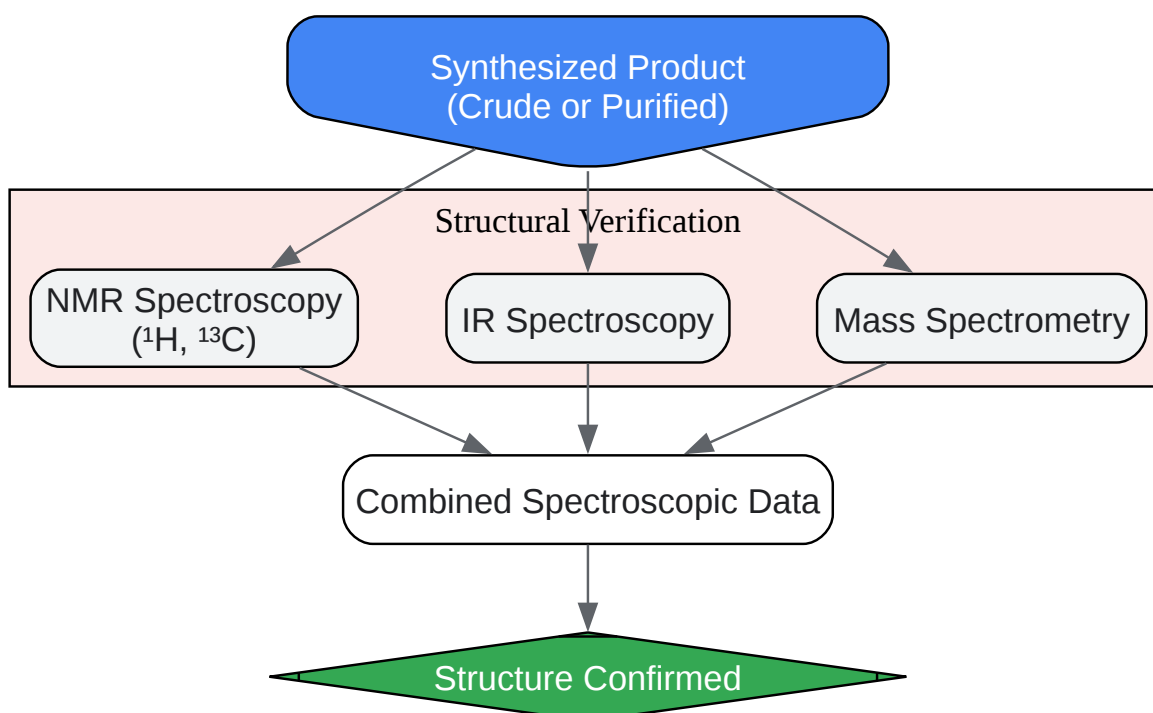 Synthesized Product
(Crude or Purified)
Structural Verification
NMR Spectroscopy
(¹H, ¹³C)
IR Spectroscopy
Mass Spectrometry
Combined Spectroscopic Data
Structure Confirmed